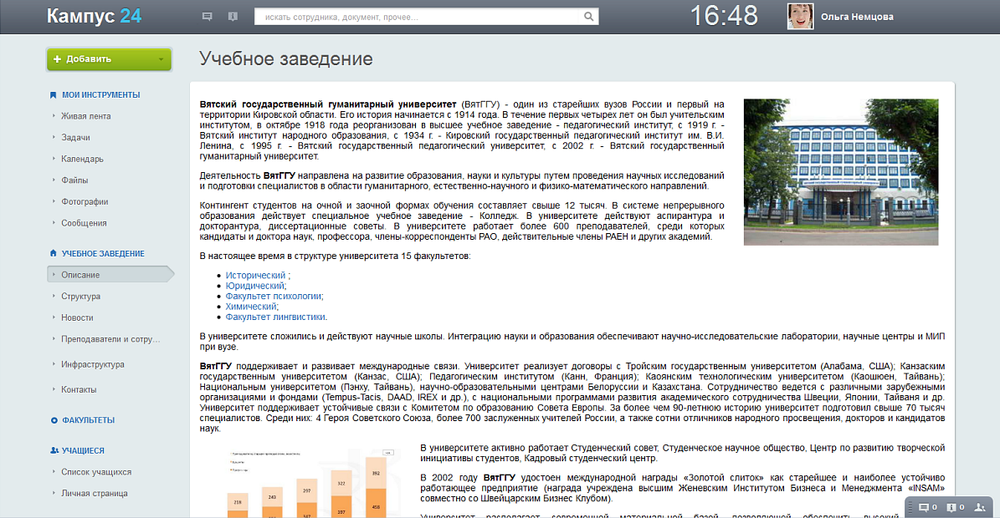 Кампус 24
искать сотрудника, документ, прочее...
16:48
Ольга Немцова
Добавить
МОИ ИНСТРУМЕНТЫ
Живая лента
Задачи
Календарь
Файлы
Фотографии
Сообщения
УЧЕБНОЕ ЗАВЕДЕНИЕ
Описание
Структура
Новости
Преподаватели и сотру...
Инфраструктура
Контакты
ФАКУЛЬТЕТЫ
УЧАЩИЕСЯ
Список учащихся
Личная страница
Учебное заведение
Вятский государственный гуманитарный университет (ВятГГУ) - один из старейших вузов России и первый на
территории Кировской области. Его история начинается с 1914 года. В течение первых четырех лет он был учительским
институтом, в октябре 1918 года реорганизован в высшее учебное заведение - педагогический институт, с 1919 г. -
Вятский институт народного образования, с 1934 г. - Кировский государственный педагогический институт им. В.И.
Ленина, с 1995 г. - Вятский государственный педагогический университет, с 2002 г. - Вятский государственный
гуманитарный университет.
Деятельность ВятГГУ направлена на развитие образования, науки и культуры путем проведения научных исследований
и подготовки специалистов в области гуманитарного, естественно-научного и физико-математического направлений.
Контингент студентов на очной и заочной формах обучения составляет свыше 12 тысяч. В системе непрерывного
образования действует специальное учебное заведение - Колледж. В университете действуют аспирантура и
докторантура, диссертационные советы. В университете работает более 600 преподавателей, среди которых
кандидаты и доктора наук, профессора, члены-корреспонденты РАО, действительные члены РАЕН и других академий.
В настоящее время в структуре университета 15 факультетов:
Исторический ;
Юридический;
Факультет психологии;
Химический;
Факультет лингвистики.
В университете сложились и действуют научные школы. Интеграцию науки и образования обеспечивают научно-исследовательские лаборатории, научные центры и МИП
при вузе.
ВятГГУ поддерживает и развивает международные связи. Университет реализует договоры с Тройским государственным университетом (Алабама, США); Канзаским
государственным университетом (Канзас, США); Педагогическим институтом (Канн, Франция); Каоянским технологическим университетом (Каошюен, Тайвань);
Национальным университетом (Пэнху, Тайвань), научно-образовательными центрами Белоруссии и Казахстана. Сотрудничество ведется с различными зарубежными
организациями и фондами (Tempus-Tacis, DAAD, IREX и др.), с национальными программами развития академического сотрудничества Швеции, Японии, Тайваня и др.
Университет поддерживает устойчивые связи с Комитетом по образованию Совета Европы. За более чем 90-летнюю историю университет подготовил свыше 70 тысяч
специалистов. Среди них: 4 Героя Советского Союза, более 700 заслуженных учителей России, а также сотни отличников народного просвещения, докторов и кандидатов
наук.
В университете активно работает Студенческий совет, Студенческое научное общество, Центр по развитию творческой
инициативы студентов, Кадровый студенческий центр.
В 2002 году ВятГГУ удостоен международной награды «Золотой слиток» как старейшее и наиболее устойчиво
работающее предприятие (награда учреждена высшим Женевским Институтом Бизнеса и Менеджмента «INSAM»
совместно со Швейцарским Бизнес Клубом).
Университет располагает современной материальной базой, позволяющей обеспечить высокий
216
243
297
322
392
347
397
458
0
0